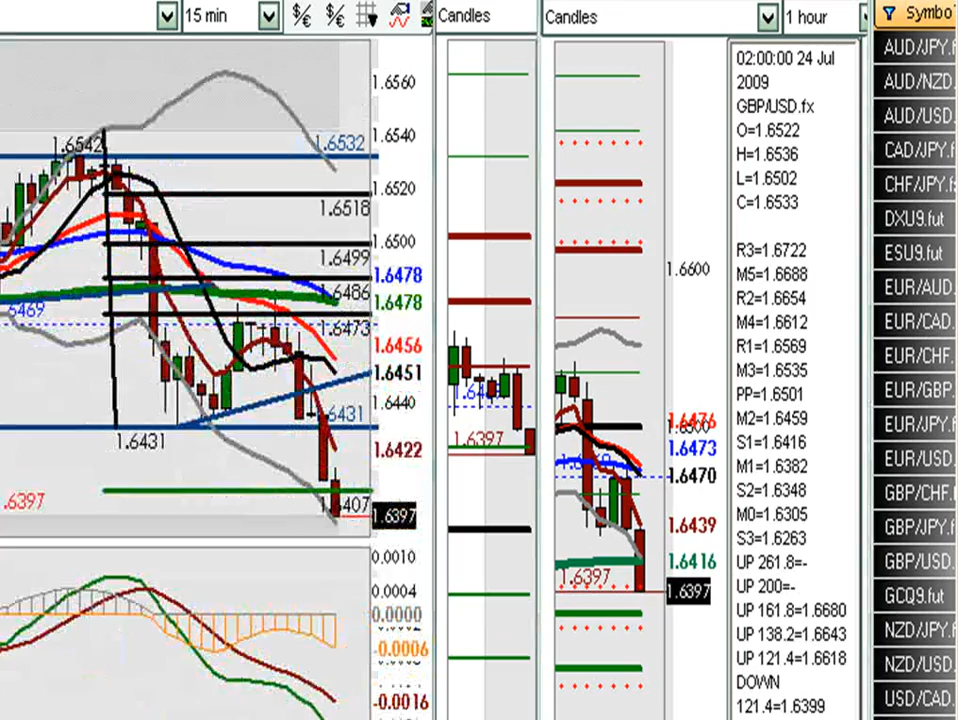 15 min
Candles
Candles
1 hour
Symbo
1.6560
1.6540
1.6520
1.6500
1.6478
1.6478
1.6456
1.6451
1.6440
1.6422
1.6397
1.6542
1.6532
1.6518
1.6499
1.6486
1.6473
6469
1.6431
1.6431
.6397
0.0010
0.0004
0.0000
-0.0006
-0.0016
1.6397
1.6600
1.6476
1.6473
1.6470
1.6439
1.6416
1.6397
1.6397
02:00:00 24 Jul
2009
GBP/USD.fx
O=1.6522
H=1.6536
L=1.6502
C=1.6533
R3=1.6722
M5=1.6688
R2=1.6654
M4=1.6612
R1=1.6569
M3=1.6535
PP=1.6501
M2=1.6459
S1=1.6416
M1=1.6382
S2=1.6348
M0=1.6305
S3=1.6263
UP 261.8=-
UP 200=-
UP 161.8=1.6680
UP 138.2=1.6643
UP 121.4=1.6618
DOWN
121.4=1.6399
AUD/JPY.f
AUD/NZD.
AUD/USD.
CAD/JPY.f
CHF/JPY.f
DXU9.fut
ESU9.fut
EUR/AUD.
EUR/CAD.
EUR/CHF.
EUR/GBP.
EUR/JPY.f
EUR/USD.
GBP/CHF.f
GBP/JPY.f
GBP/USD.
GCQ9.fut
NZD/JPY.f
NZD/USD.
USD/CAD.